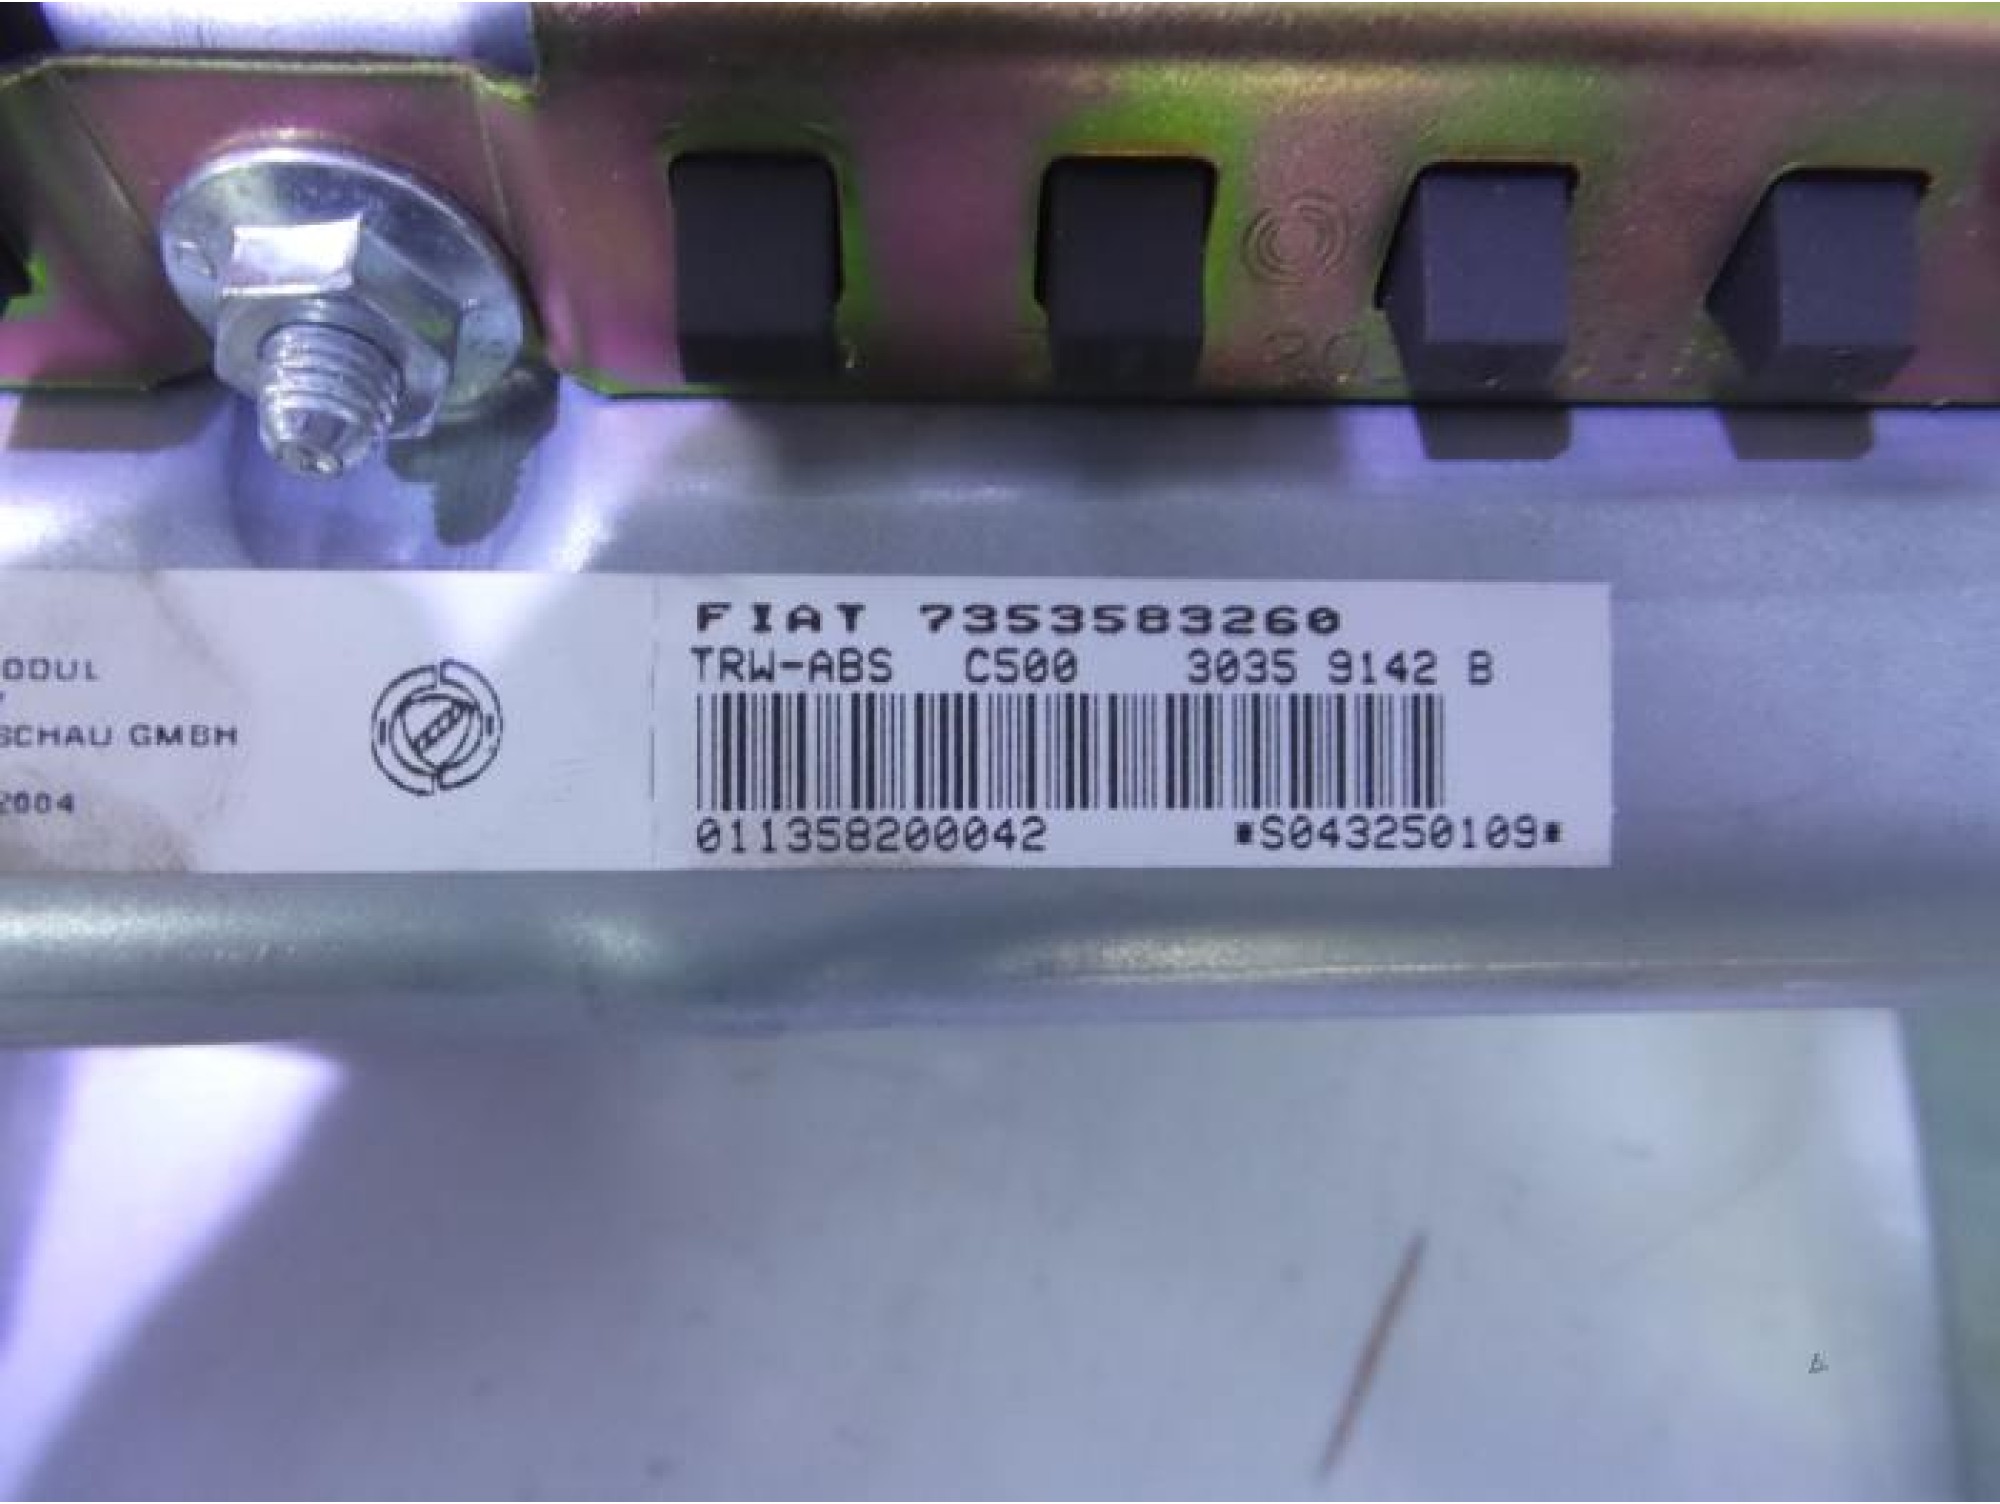 FIAT 7353583260
TRW-ABS C500 3035 9142 B
011358200042 *S043250109*
ODUL
SCHAU GMBH
2004